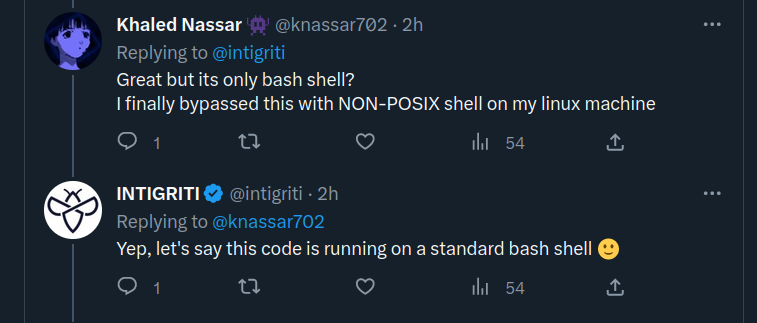 Khaled Nassar 👾 @knassar702 · 2h
Replying to @intigriti
Great but its only bash shell?
I finally bypassed this with NON-POSIX shell on my linux machine
1 54
INTIGRITI @intigriti · 2h
Replying to @knassar702
Yep, let's say this code is running on a standard bash shell 🙂
1 54